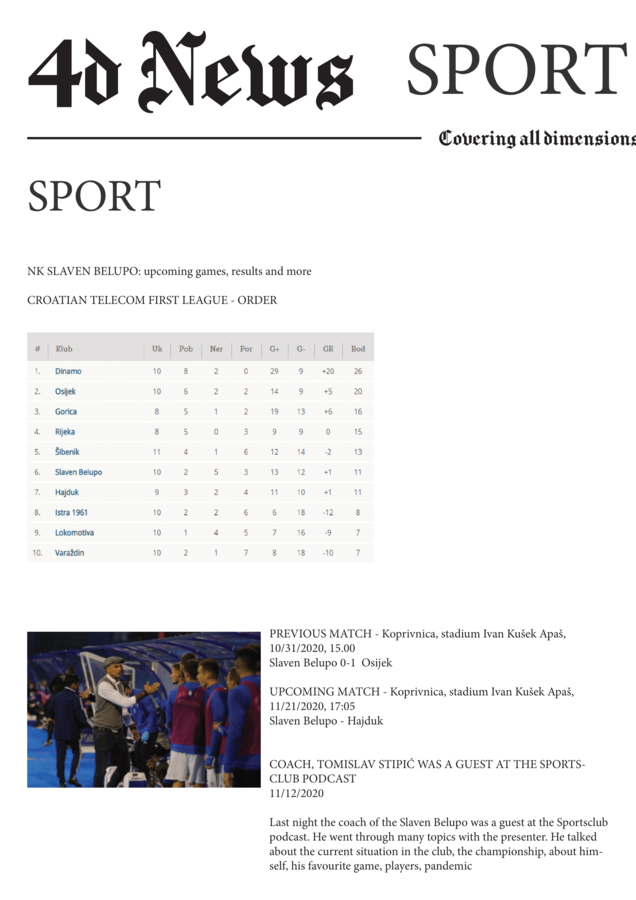 4d News SPORT
Covering all dimensions
SPORT
NK SLAVEN BELUPO: upcoming games, results and more
CROATIAN TELECOM FIRST LEAGUE - ORDER
# Klub Uk Pob Ner Por G+ G- GR Bod
1. Dinamo 10 8 2 0 29 9 +20 26
2. Osijek 10 6 2 2 14 9 +5 20
3. Gorica 8 5 1 2 19 13 +6 16
4. Rijeka 8 5 0 3 9 9 0 15
5. Šibenik 11 4 1 6 12 14 -2 13
6. Slaven Belupo 10 2 5 3 13 12 +1 11
7. Hajduk 9 3 2 4 11 10 +1 11
8. Istra 1961 10 2 2 6 6 18 -12 8
9. Lokomotiva 10 1 4 5 7 16 -9 7
10. Varaždin 10 2 1 7 8 18 -10 7
PREVIOUS MATCH - Koprivnica, stadium Ivan Kušek Apaš,
10/31/2020, 15.00
Slaven Belupo 0-1 Osijek
UPCOMING MATCH - Koprivnica, stadium Ivan Kušek Apaš,
11/21/2020, 17:05
Slaven Belupo - Hajduk
COACH, TOMISLAV STIPIĆ WAS A GUEST AT THE SPORTS-
CLUB PODCAST
11/12/2020
Last night the coach of the Slaven Belupo was a guest at the Sportsclub
podcast. He went through many topics with the presenter. He talked
about the current situation in the club, the championship, about him-
self, his favourite game, players, pandemic